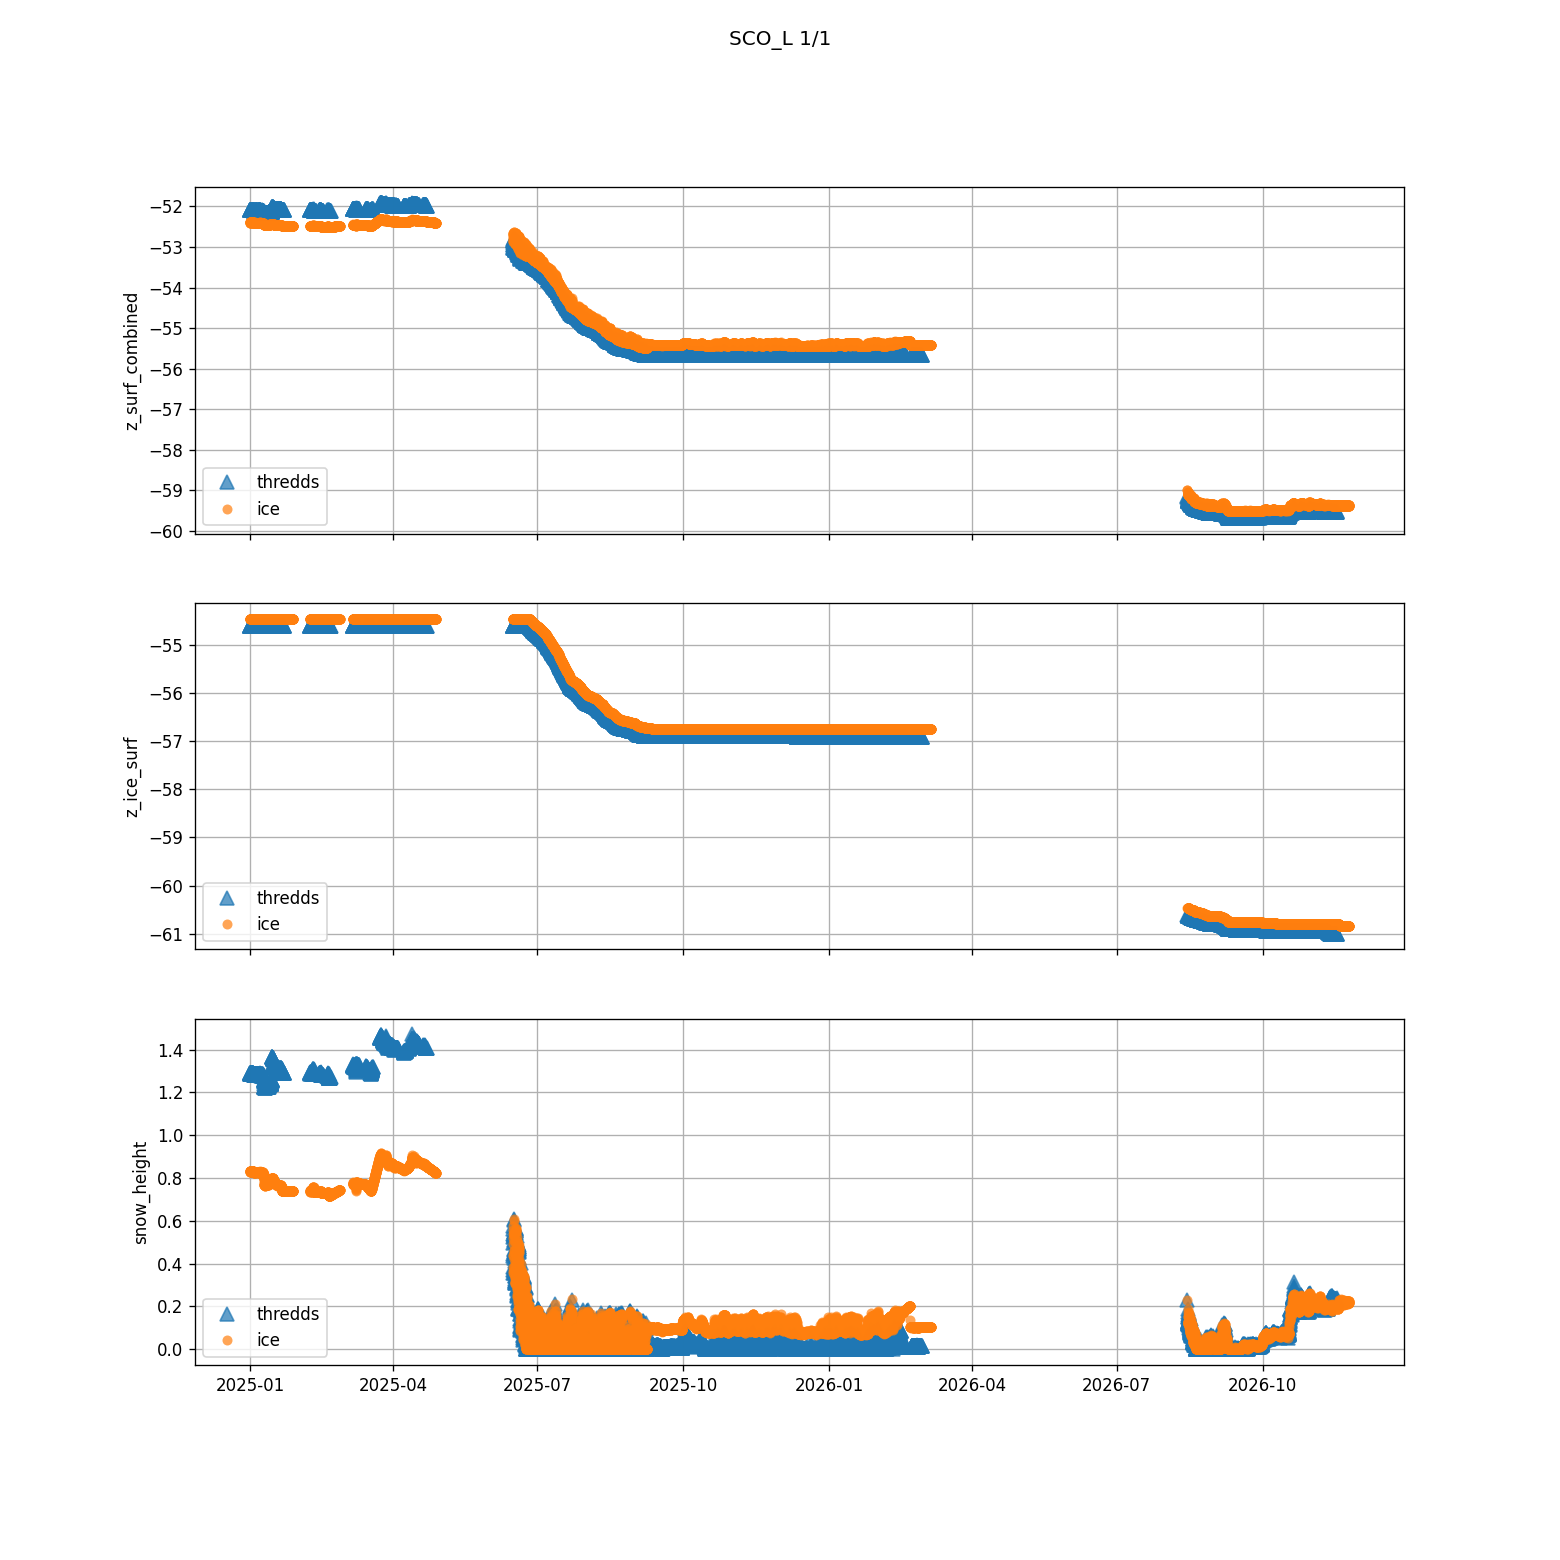 SCO_L 1/1
z_surf_combined
−52
−53
−54
−55
−56
−57
−58
−59
−60
thredds
ice
z_ice_surf
−55
−56
−57
−58
−59
−60
−61
thredds
ice
snow_height
1.4
1.2
1.0
0.8
0.6
0.4
0.2
0.0
thredds
ice
2025-01 2025-04 2025-07 2025-10 2026-01 2026-04 2026-07 2026-10